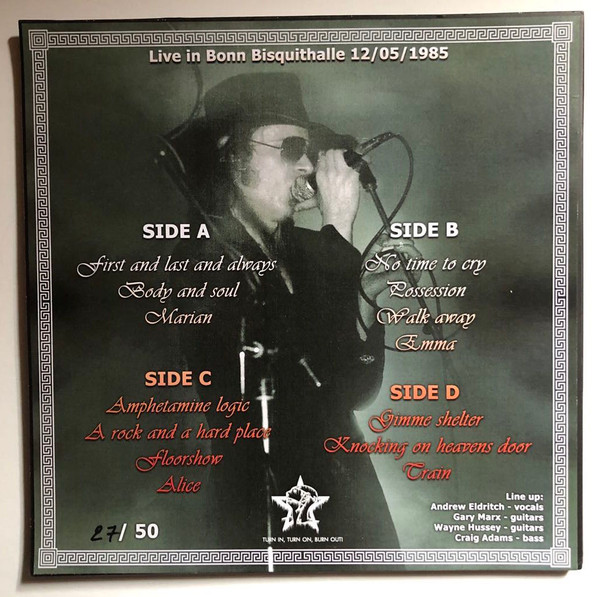 Live in Bonn Bisquithalle 12/05/1985
SIDE A
First and last and always
Body and soul
Marian
SIDE B
No time to cry
Possession
Walk away
Emma
SIDE C
Amphetamine logic
A rock and a hard place
Floorshow
Alice
SIDE D
Gimme shelter
Knocking on heavens door
Train
27/ 50
TURN IN, TURN ON, BURN OUT!
Line up:
Andrew Eldritch - vocals
Gary Marx - guitars
Wayne Hussey - guitars
Craig Adams - bass